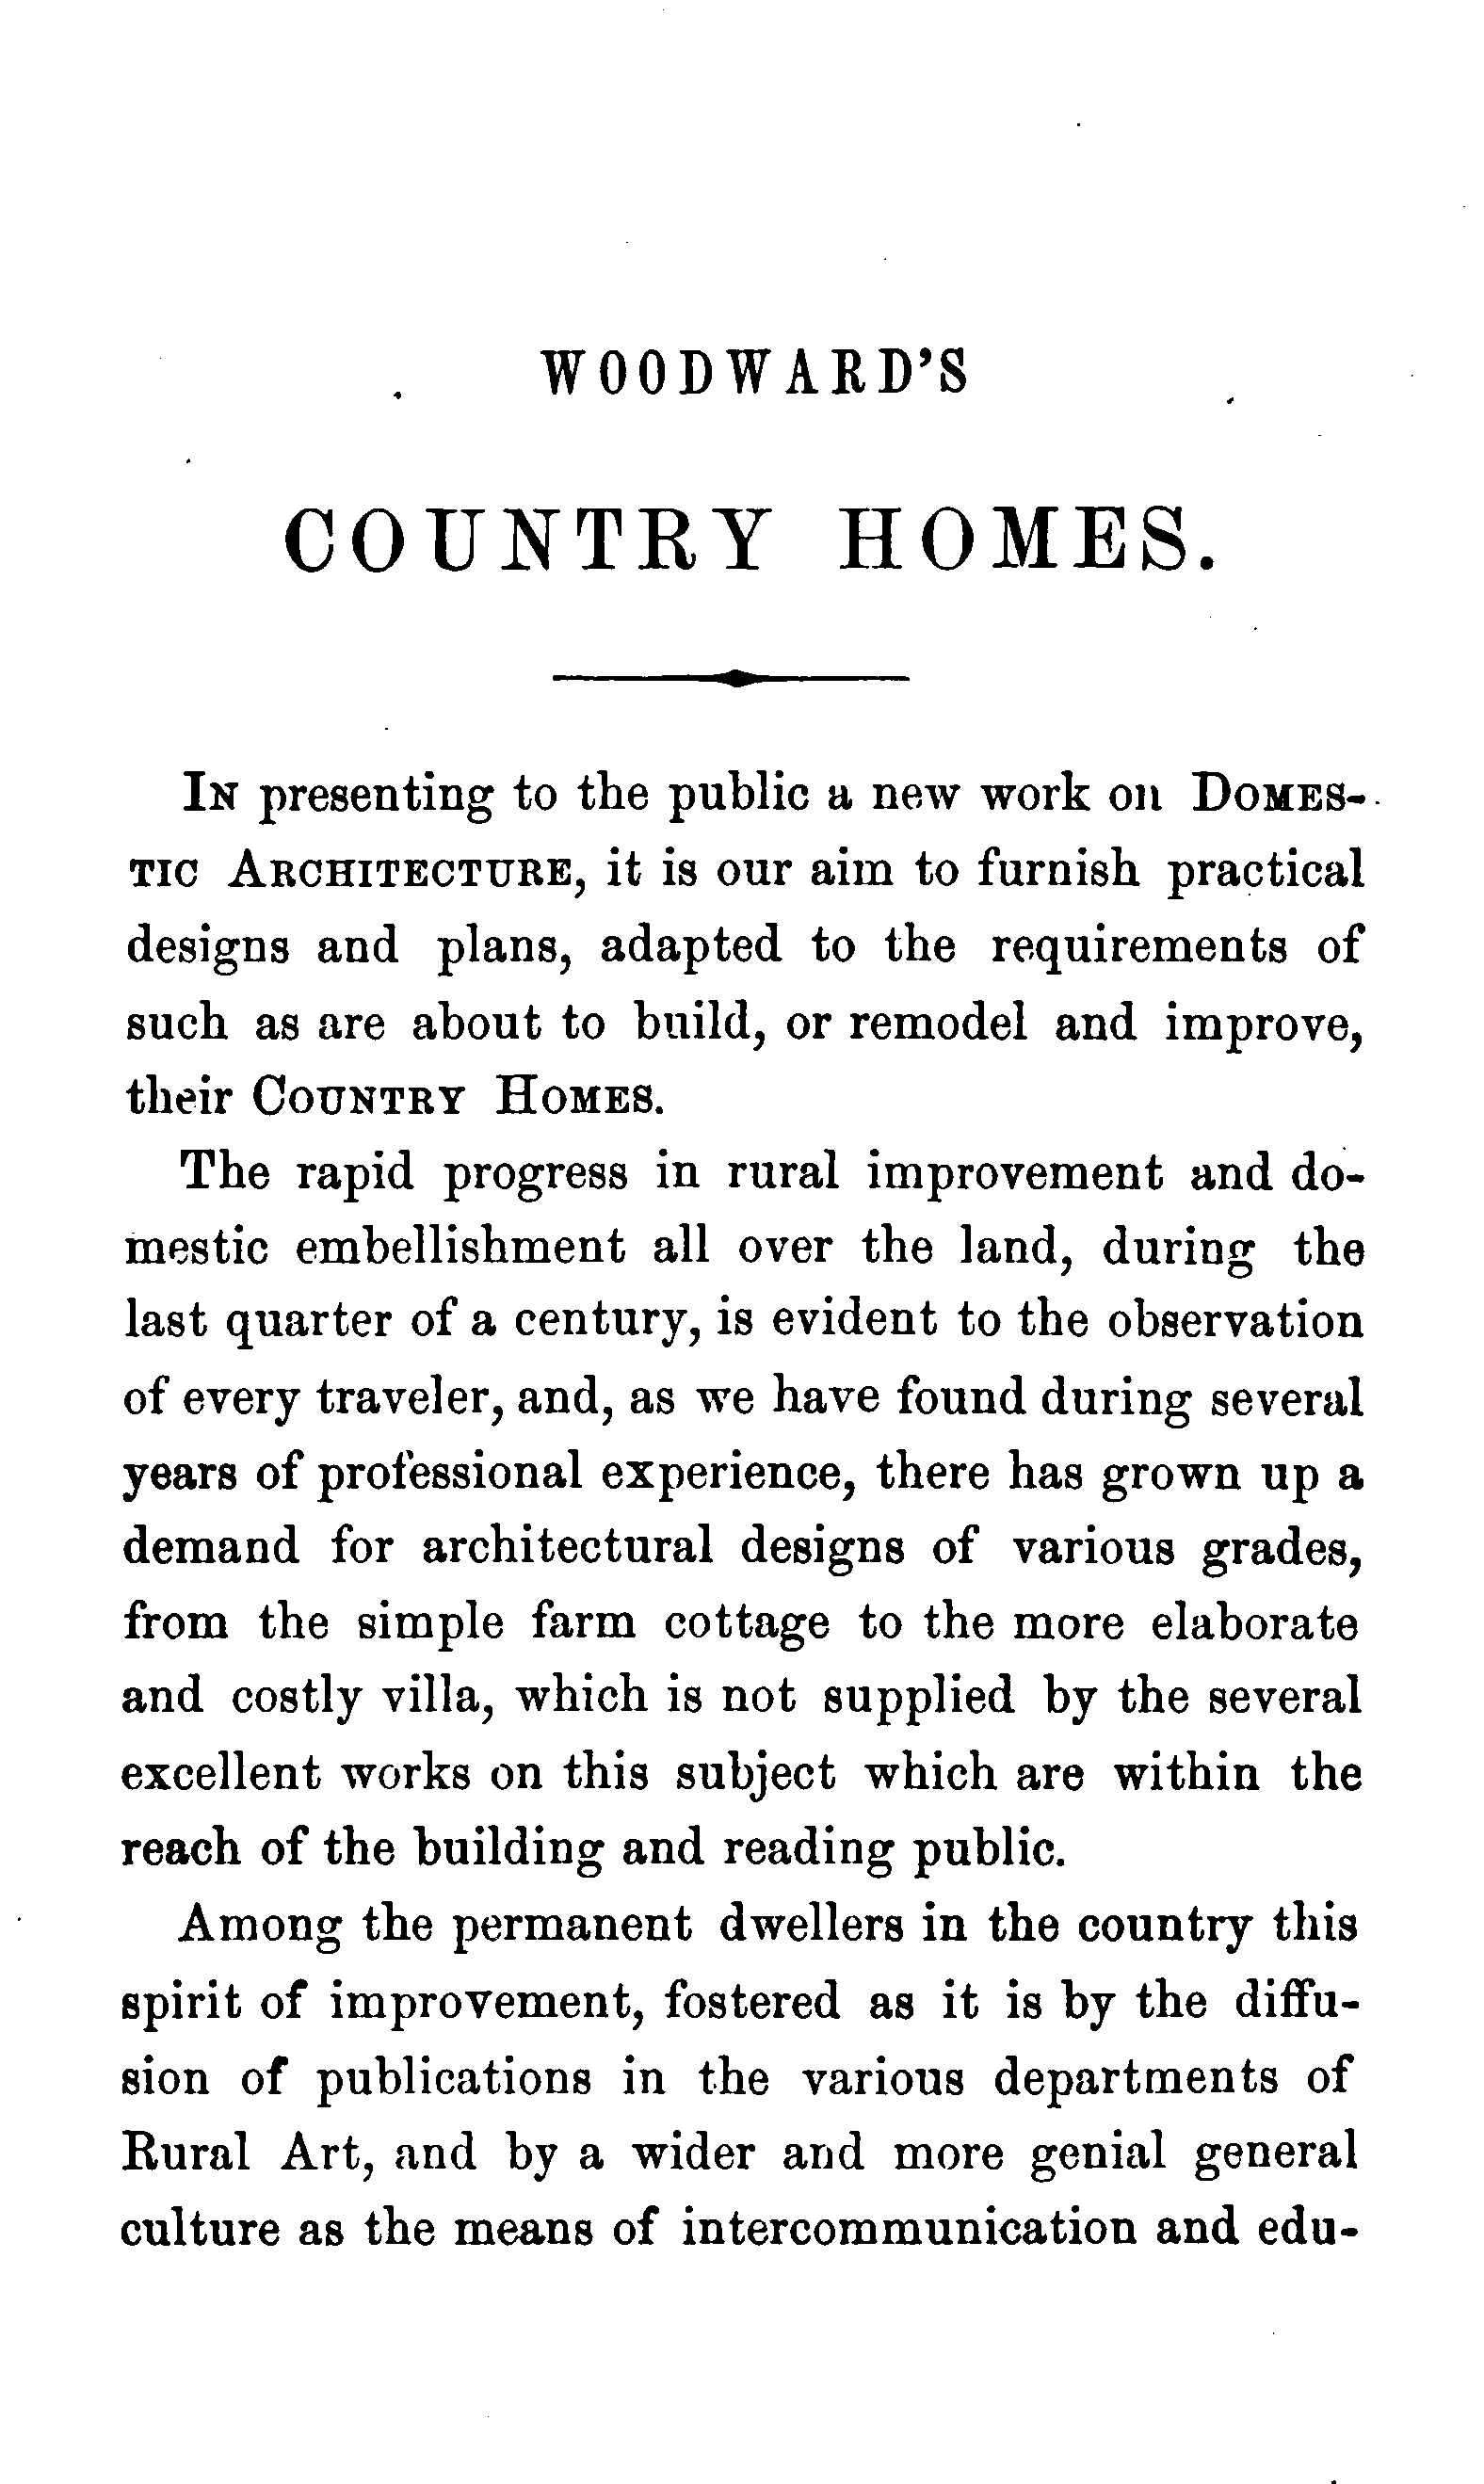 WOODWARD'S
COUNTRY HOMES.
In presenting to the public a new work on Domes-
tic Architecture, it is our aim to furnish practical
designs and plans, adapted to the requirements of
such as are about to build, or remodel and improve,
their Country Homes.
The rapid progress in rural improvement and do-
mestic embellishment all over the land, during the
last quarter of a century, is evident to the observation
of every traveler, and, as we have found during several
years of professional experience, there has grown up a
demand for architectural designs of various grades,
from the simple farm cottage to the more elaborate
and costly villa, which is not supplied by the several
excellent works on this subject which are within the
reach of the building and reading public.
Among the permanent dwellers in the country this
spirit of improvement, fostered as it is by the diffu-
sion of publications in the various departments of
Rural Art, and by a wider and more genial general
culture as the means of intercommunication and edu-